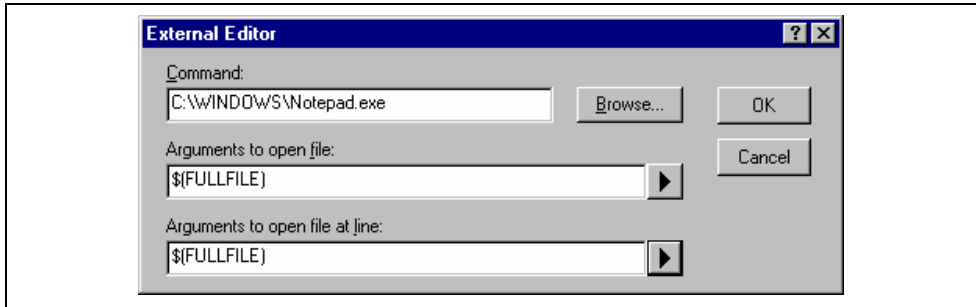 External Editor
Command:
C:\WINDOWS\Notepad.exe
Browse...
OK
Arguments to open file:
Cancel
$(FULLFILE)
Arguments to open file at line:
$(FULLFILE)